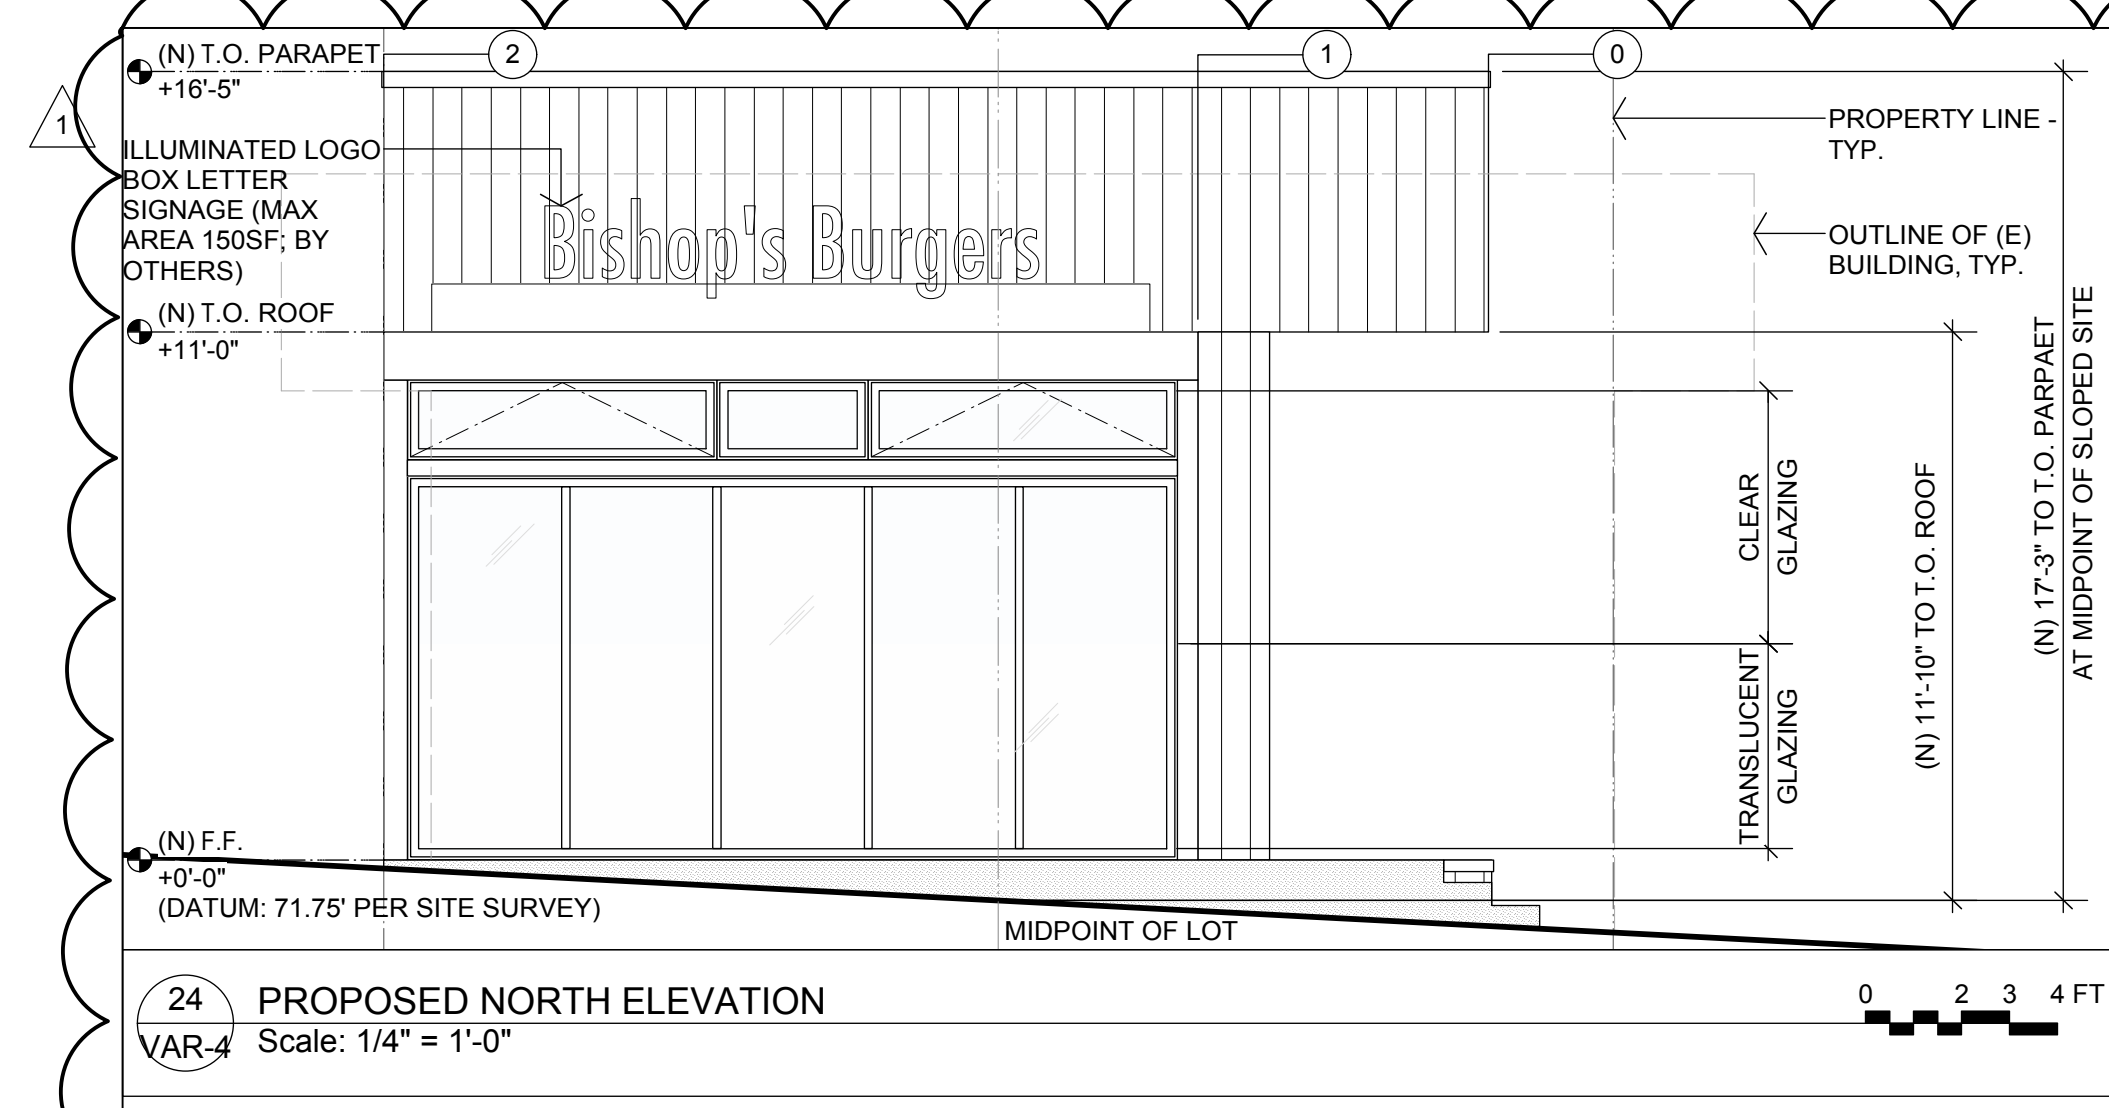 (N) T.O. PARAPET
+16'-5"
2
1
0
1
ILLUMINATED LOGO
BOX LETTER
SIGNAGE (MAX
AREA 150SF; BY
OTHERS)
Bishop's Burgers
PROPERTY LINE -
TYP.
OUTLINE OF (E)
BUILDING, TYP.
(N) T.O. ROOF
+11'-0"
CLEAR
GLAZING
TRANSLUCENT
GLAZING
(N) 11'-10" TO T.O. ROOF
(N) 17'-3" TO T.O. PARPAET
AT MIDPOINT OF SLOPED SITE
(N) F.F.
+0'-0"
(DATUM: 71.75' PER SITE SURVEY)
MIDPOINT OF LOT
24
VAR-4
PROPOSED NORTH ELEVATION
Scale: 1/4" = 1'-0"
0 2 3 4 FT